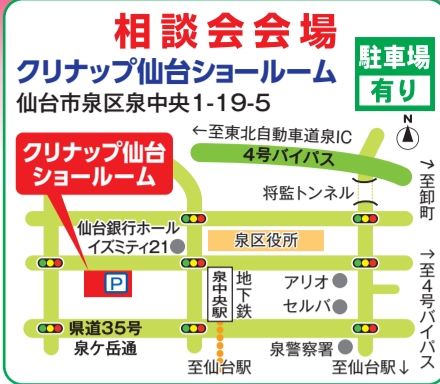 相談会会場
クリナップ仙台ショールーム
仙台市泉区泉中央1-19-5
駐車場
有り
←至東北自動車道泉IC
4号バイパス
N
→至卸町
クリナップ仙台
ショールーム
将監トンネル
仙台銀行ホール
イズミティ21
泉区役所
P
泉中央駅
地下鉄
アリオ
セルバ
→至4号バイパス
県道35号
泉ケ岳通
泉警察署
至仙台駅
至仙台駅↓